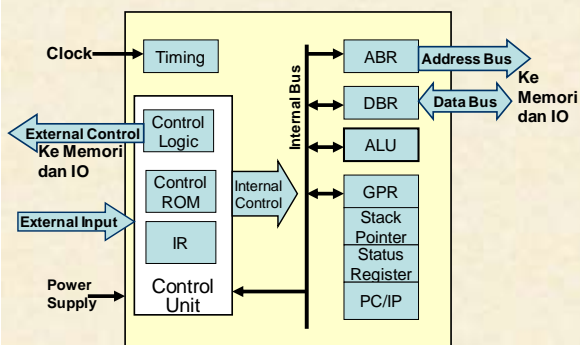 Clock
Timing
External Control
Ke Memori
dan IO
Control
Logic
Control
ROM
IR
Control
Unit
External Input
Power
Supply
Internal
Control
Internal Bus
ABR
Address Bus
DBR
Data Bus
Ke
Memori
dan IO
ALU
GPR
Stack
Pointer
Status
Register
PC/IP